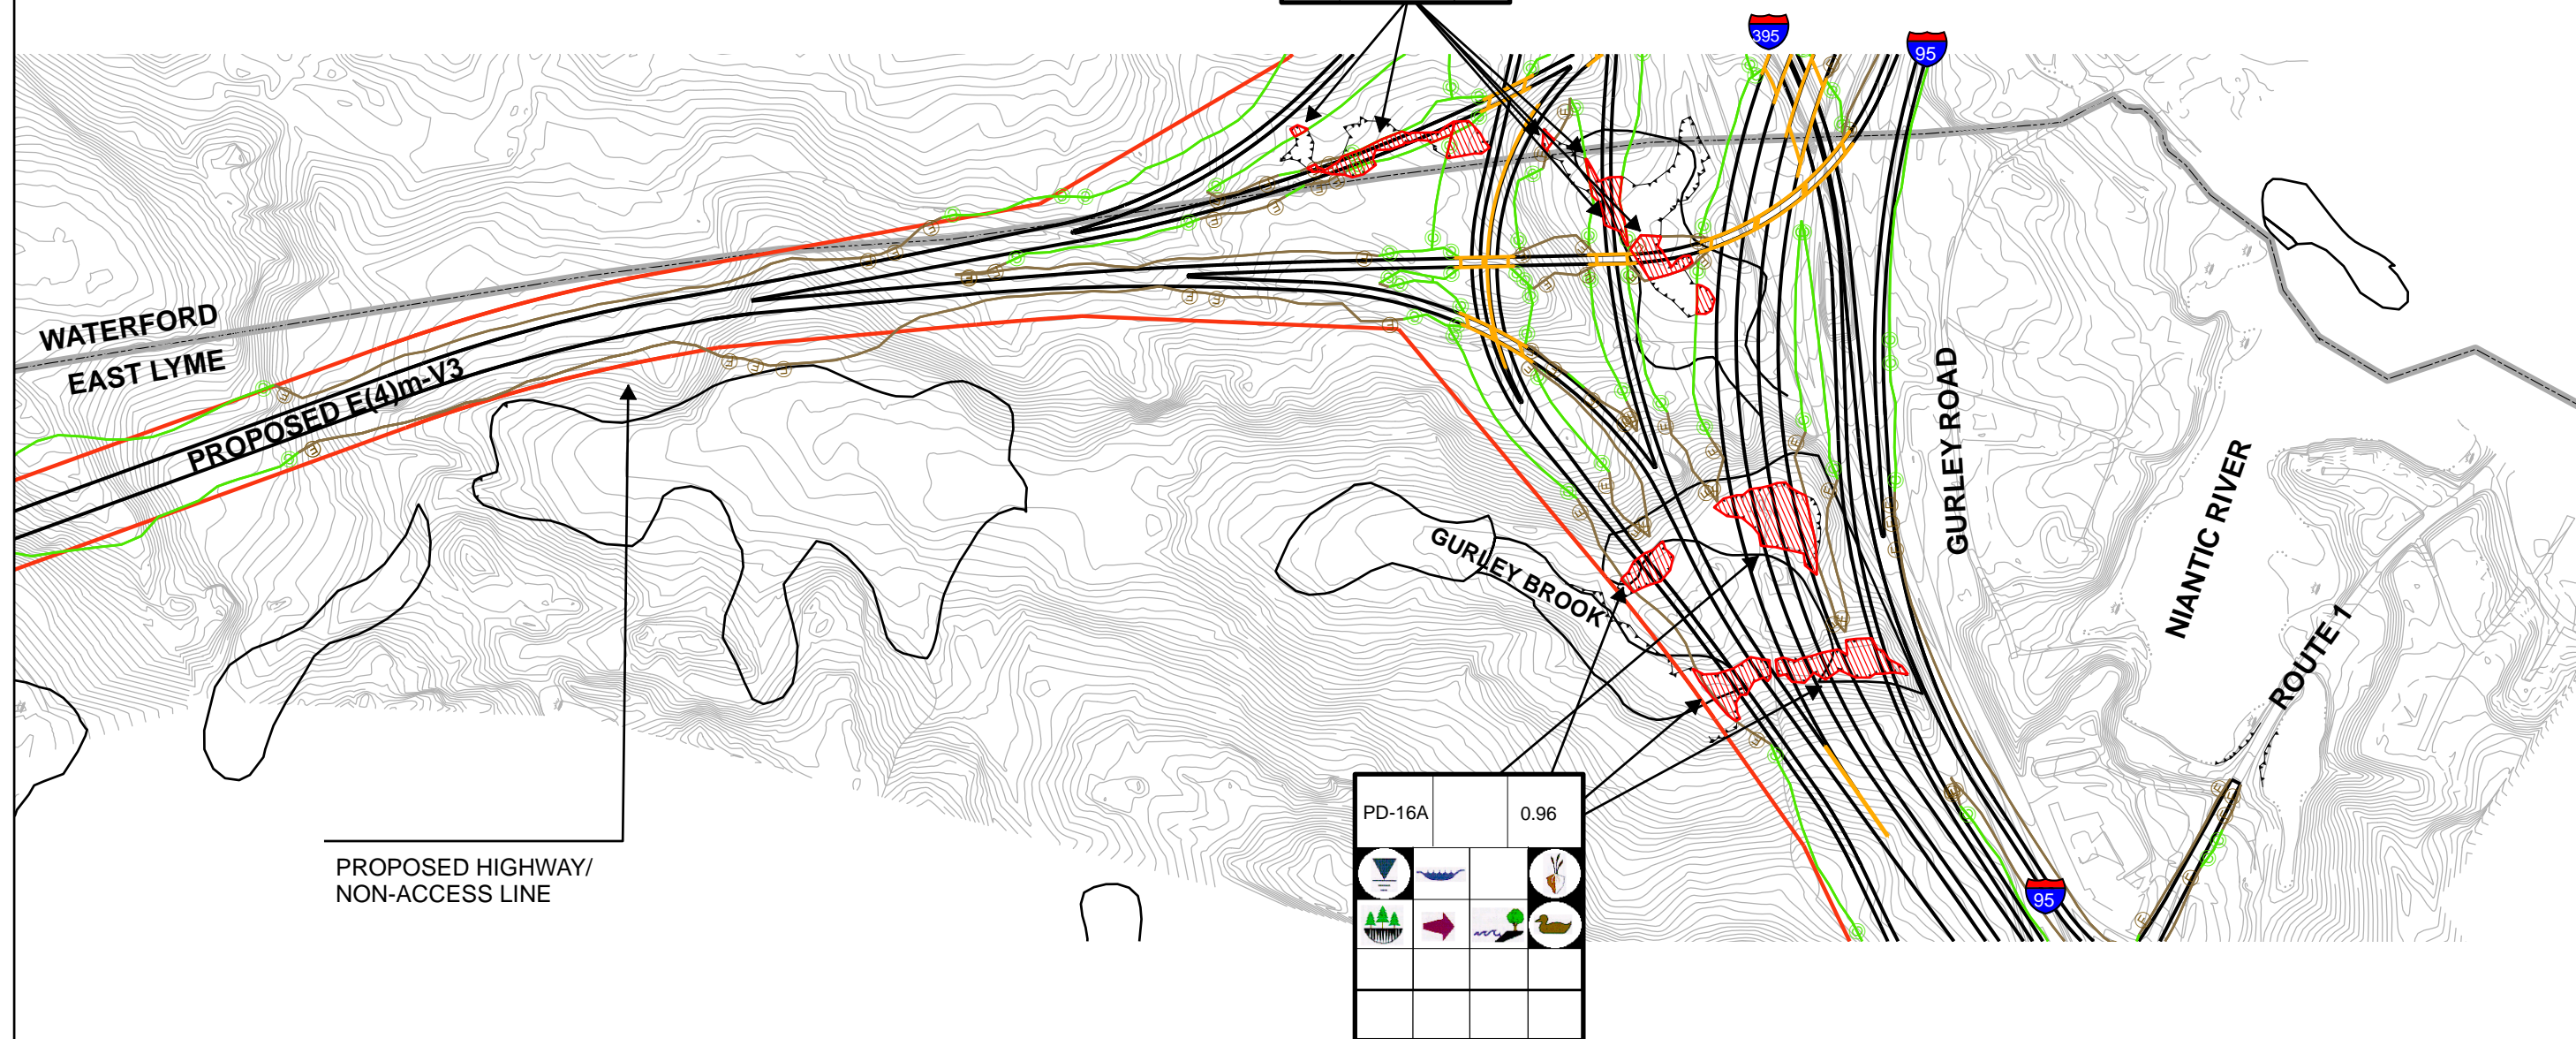 395
95
WATERFORD
EAST LYME
PROPOSED E(4)m-V3
GURLEY ROAD
NIANTIC RIVER
GURLEY BROOK
ROUTE 1
PD-16A 0.96
PROPOSED HIGHWAY/
NON-ACCESS LINE
95